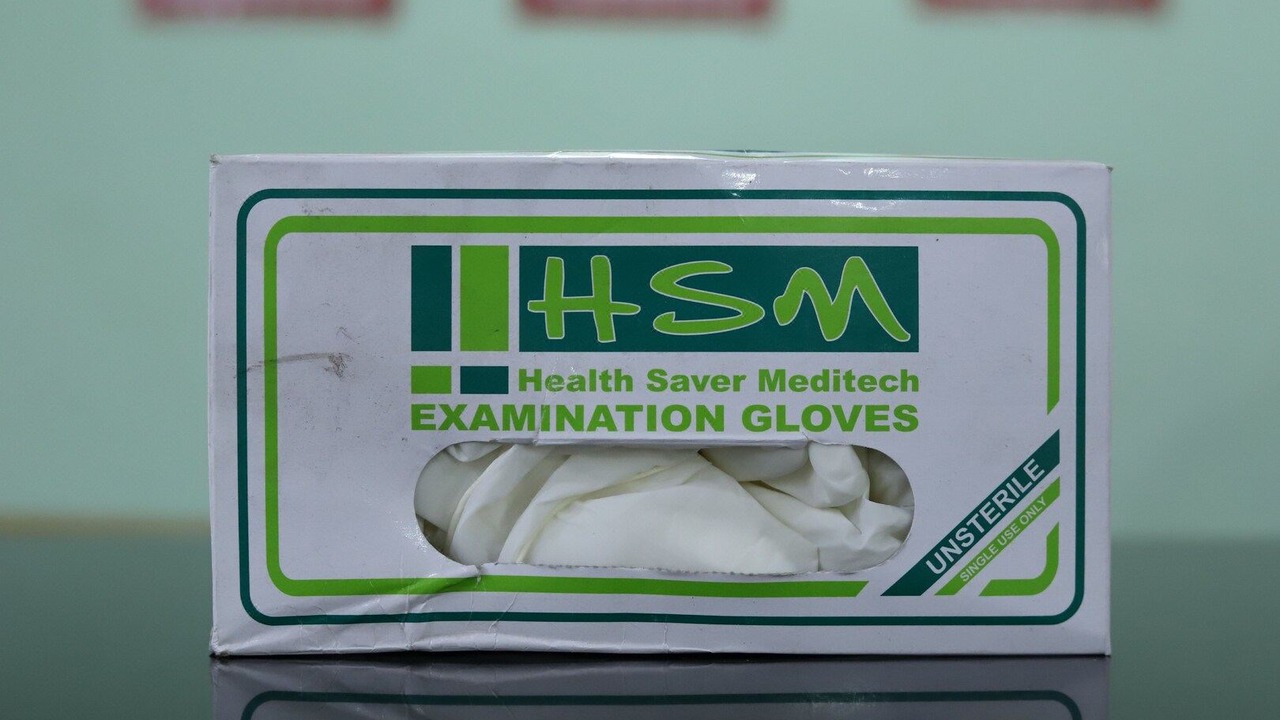 HSM
Health Saver Meditech
EXAMINATION GLOVES
UNSTERILE
SINGLE USE ONLY